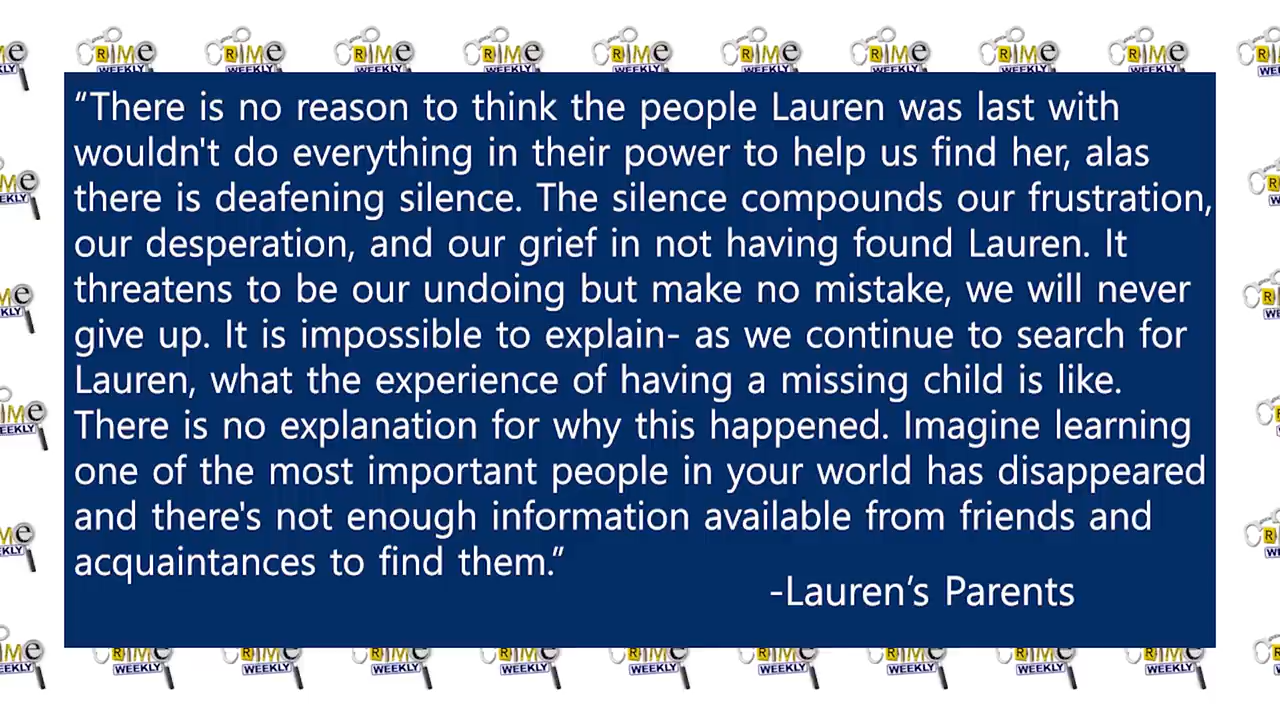 “There is no reason to think the people Lauren was last with
wouldn't do everything in their power to help us find her, alas
there is deafening silence. The silence compounds our frustration,
our desperation, and our grief in not having found Lauren. It
threatens to be our undoing but make no mistake, we will never
give up. It is impossible to explain- as we continue to search for
Lauren, what the experience of having a missing child is like.
There is no explanation for why this happened. Imagine learning
one of the most important people in your world has disappeared
and there's not enough information available from friends and
acquaintances to find them.”
-Lauren’s Parents
CRIMe
WEEKLY